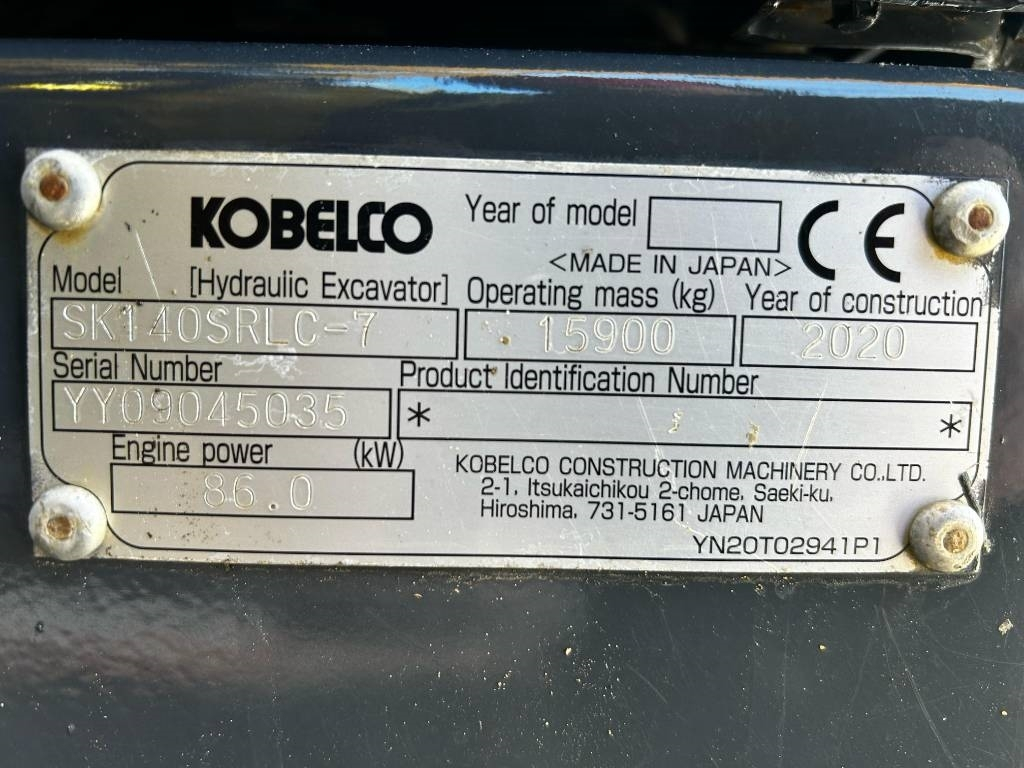 KOBELCO
Year of model
CE
<MADE IN JAPAN>
Model [Hydraulic Excavator] Operating mass (kg) Year of construction
SK140SRLC-7 15900 2020
Serial Number Product Identification Number
YY09045035 * *
Engine power (kW)
86.0
KOBELCO CONSTRUCTION MACHINERY CO.,LTD.
2-1, Itsukaichikou 2-chome, Saeki-ku,
Hiroshima, 731-5161 JAPAN
YN20T02941P1